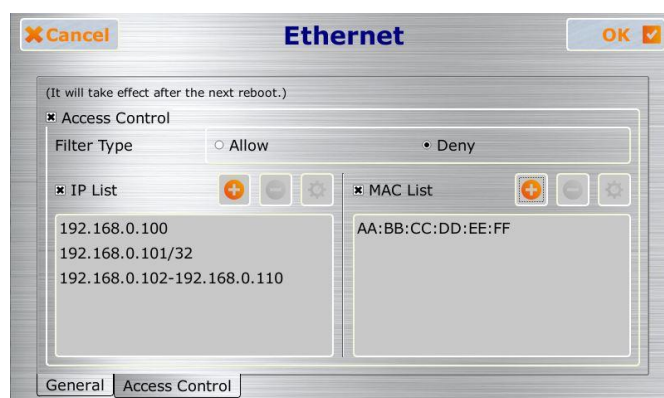 Cancel
Ethernet
OK
(It will take effect after the next reboot.)
Access Control
Filter Type
Allow
Deny
IP List
MAC List
192.168.0.100
192.168.0.101/32
192.168.0.102-192.168.0.110
AA:BB:CC:DD:EE:FF
General
Access Control